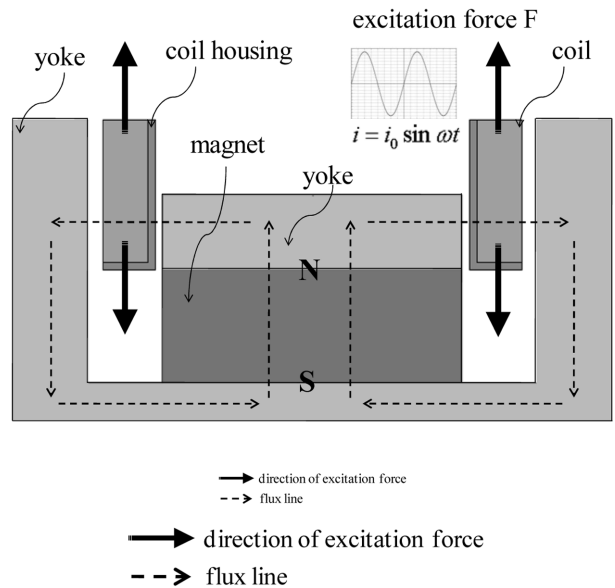 excitation force F
yoke
coil housing
coil
i = i₀ sin ωt
magnet
yoke
N
S
direction of excitation force
flux line
direction of excitation force
flux line